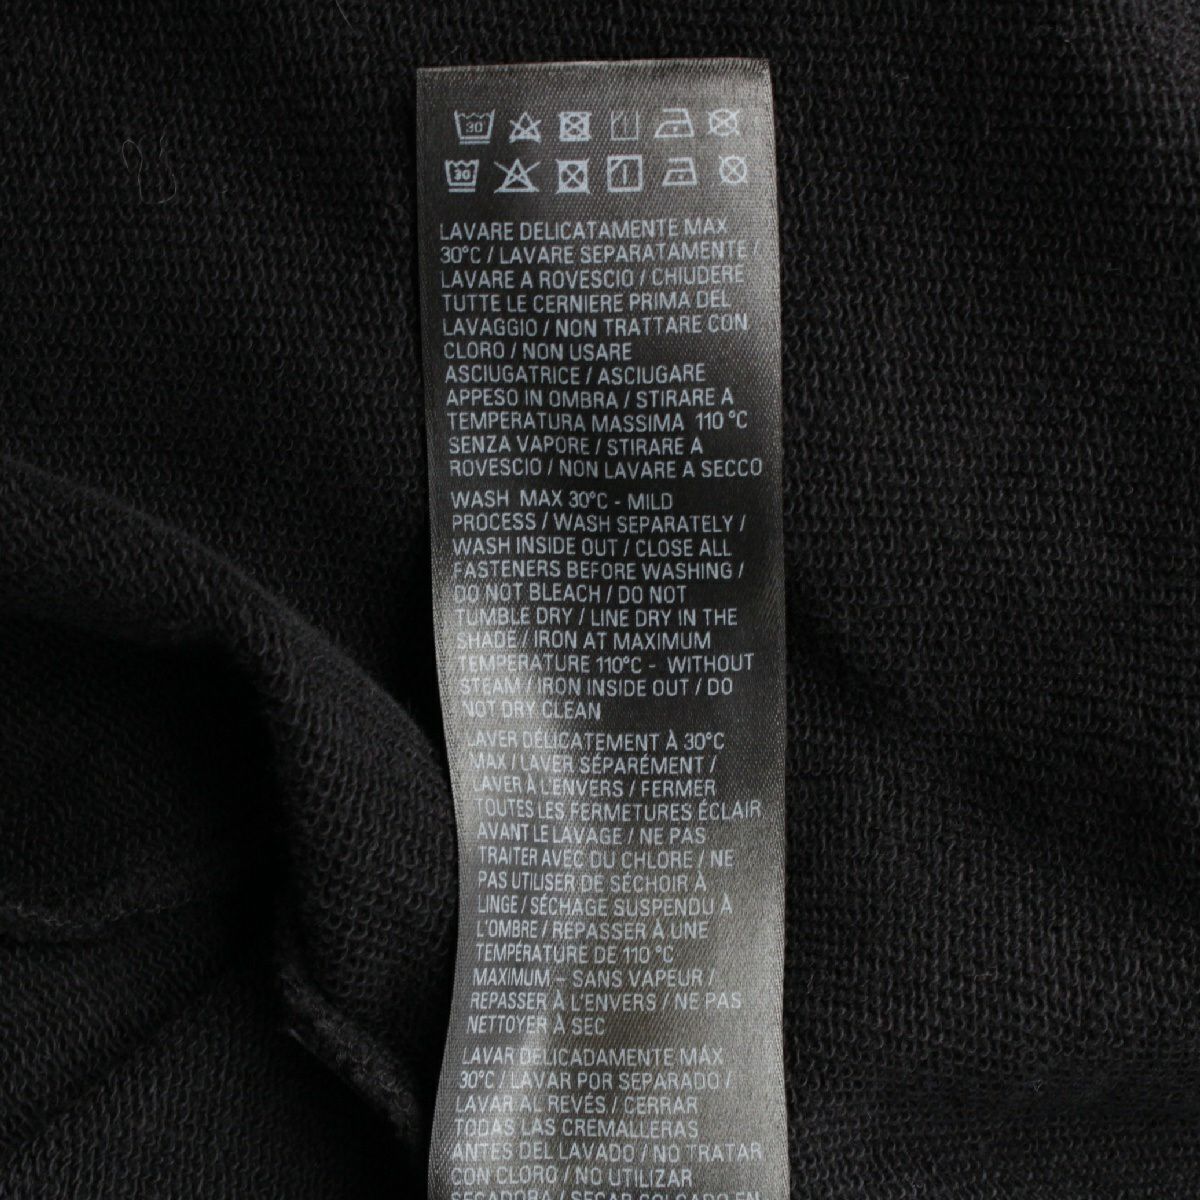 30
30
LAVARE DELICATAMENTE MAX
30°C / LAVARE SEPARATAMENTE /
LAVARE A ROVESCIO / CHIUDERE
TUTTE LE CERNIERE PRIMA DEL
LAVAGGIO / NON TRATTARE CON
CLORO / NON USARE
ASCIUGATRICE / ASCIUGARE
APPESO IN OMBRA / STIRARE A
TEMPERATURA MASSIMA 110 °C
SENZA VAPORE / STIRARE A
ROVESCIO / NON LAVARE A SECCO
WASH MAX 30°C - MILD
PROCESS / WASH SEPARATELY /
WASH INSIDE OUT / CLOSE ALL
FASTENERS BEFORE WASHING /
DO NOT BLEACH / DO NOT
TUMBLE DRY / LINE DRY IN THE
SHADE / IRON AT MAXIMUM
TEMPERATURE 110°C - WITHOUT
STEAM / IRON INSIDE OUT / DO
NOT DRY CLEAN
LAVER DÉLICATEMENT À 30°C
MAX / LAVER SÉPARÉMENT /
LAVER À L'ENVERS / FERMER
TOUTES LES FERMETURES ÉCLAIR
AVANT LE LAVAGE / NE PAS
TRAITER AVEC DU CHLORE / NE
PAS UTILISER DE SÉCHOIR À
LINGE / SÉCHAGE SUSPENDU À
L'OMBRE / REPASSER À UNE
TEMPÉRATURE DE 110 °C
MAXIMUM - SANS VAPEUR /
REPASSER À L'ENVERS / NE PAS
NETTOYER À SEC
LAVAR DELICADAMENTE MÁX
30°C / LAVAR POR SEPARADO /
LAVAR AL REVÉS / CERRAR
TODAS LAS CREMALLERAS
ANTES DEL LAVADO / NO TRATAR
CON CLORO / NO UTILIZAR
SECADORA / SECAR COLGADO EN